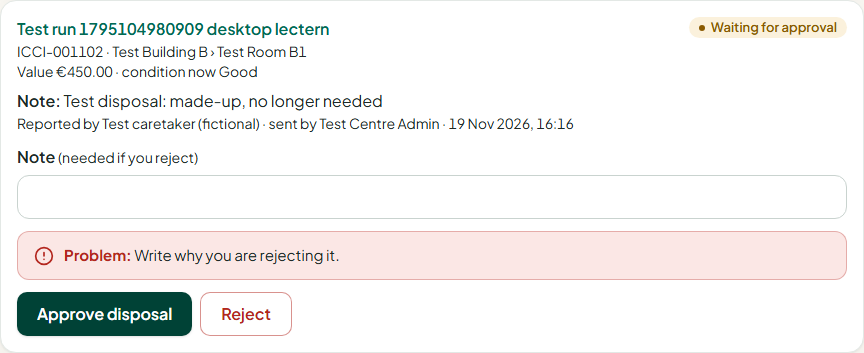 Test run 1795104980909 desktop lectern
Waiting for approval
ICCI-001102 · Test Building B › Test Room B1
Value €450.00 · condition now Good
Note: Test disposal: made-up, no longer needed
Reported by Test caretaker (fictional) · sent by Test Centre Admin · 19 Nov 2026, 16:16
Note (needed if you reject)
Problem: Write why you are rejecting it.
Approve disposal
Reject